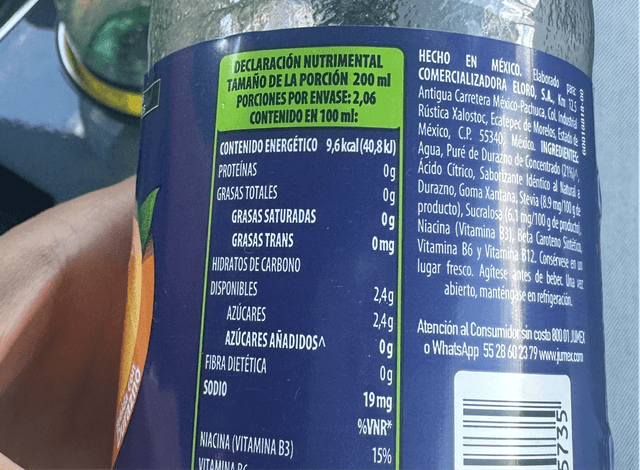 DECLARACIÓN NUTRIMENTAL
TAMAÑO DE LA PORCIÓN 200 ml
PORCIONES POR ENVASE: 2,06
CONTENIDO EN 100 ml:
CONTENIDO ENERGÉTICO 9,6 kcal (40,8 kJ)
PROTEÍNAS 0 g
GRASAS TOTALES 0 g
GRASAS SATURADAS 0 g
GRASAS TRANS 0 mg
HIDRATOS DE CARBONO
DISPONIBLES 2,4 g
AZÚCARES 2,4 g
AZÚCARES AÑADIDOS^ 0 g
FIBRA DIETÉTICA 0 g
SODIO 19 mg
%VNR*
NIACINA (VITAMINA B3) 15%
VITAMINA B6
HECHO EN MÉXICO. Elaborado por:
COMERCIALIZADORA ELORO, S.A., Km 12.5
Antigua Carretera México-Pachuca, Col. Industrial
Rústica Xalostoc, Ecatepec de Morelos, Estado de
México, C.P. 55340, México. INGREDIENTES:
Agua, Puré de Durazno de Concentrado (21%),
Ácido Cítrico, Saborizante Idéntico al Natural a
Durazno, Goma Xantana, Stevia (8.9 mg/100 g de
producto), Sucralosa (6.1 mg/100 g de producto),
Niacina (Vitamina B3), Beta Caroteno Sintético,
Vitamina B6 y Vitamina B12. Consérvese en un
lugar fresco. Agítese antes de beber. Una vez
abierto, manténgase en refrigeración.
Atención al Consumidor sin costo 800 01 JUMEX
o WhatsApp 55 28 60 23 79 www.jumex.com
735